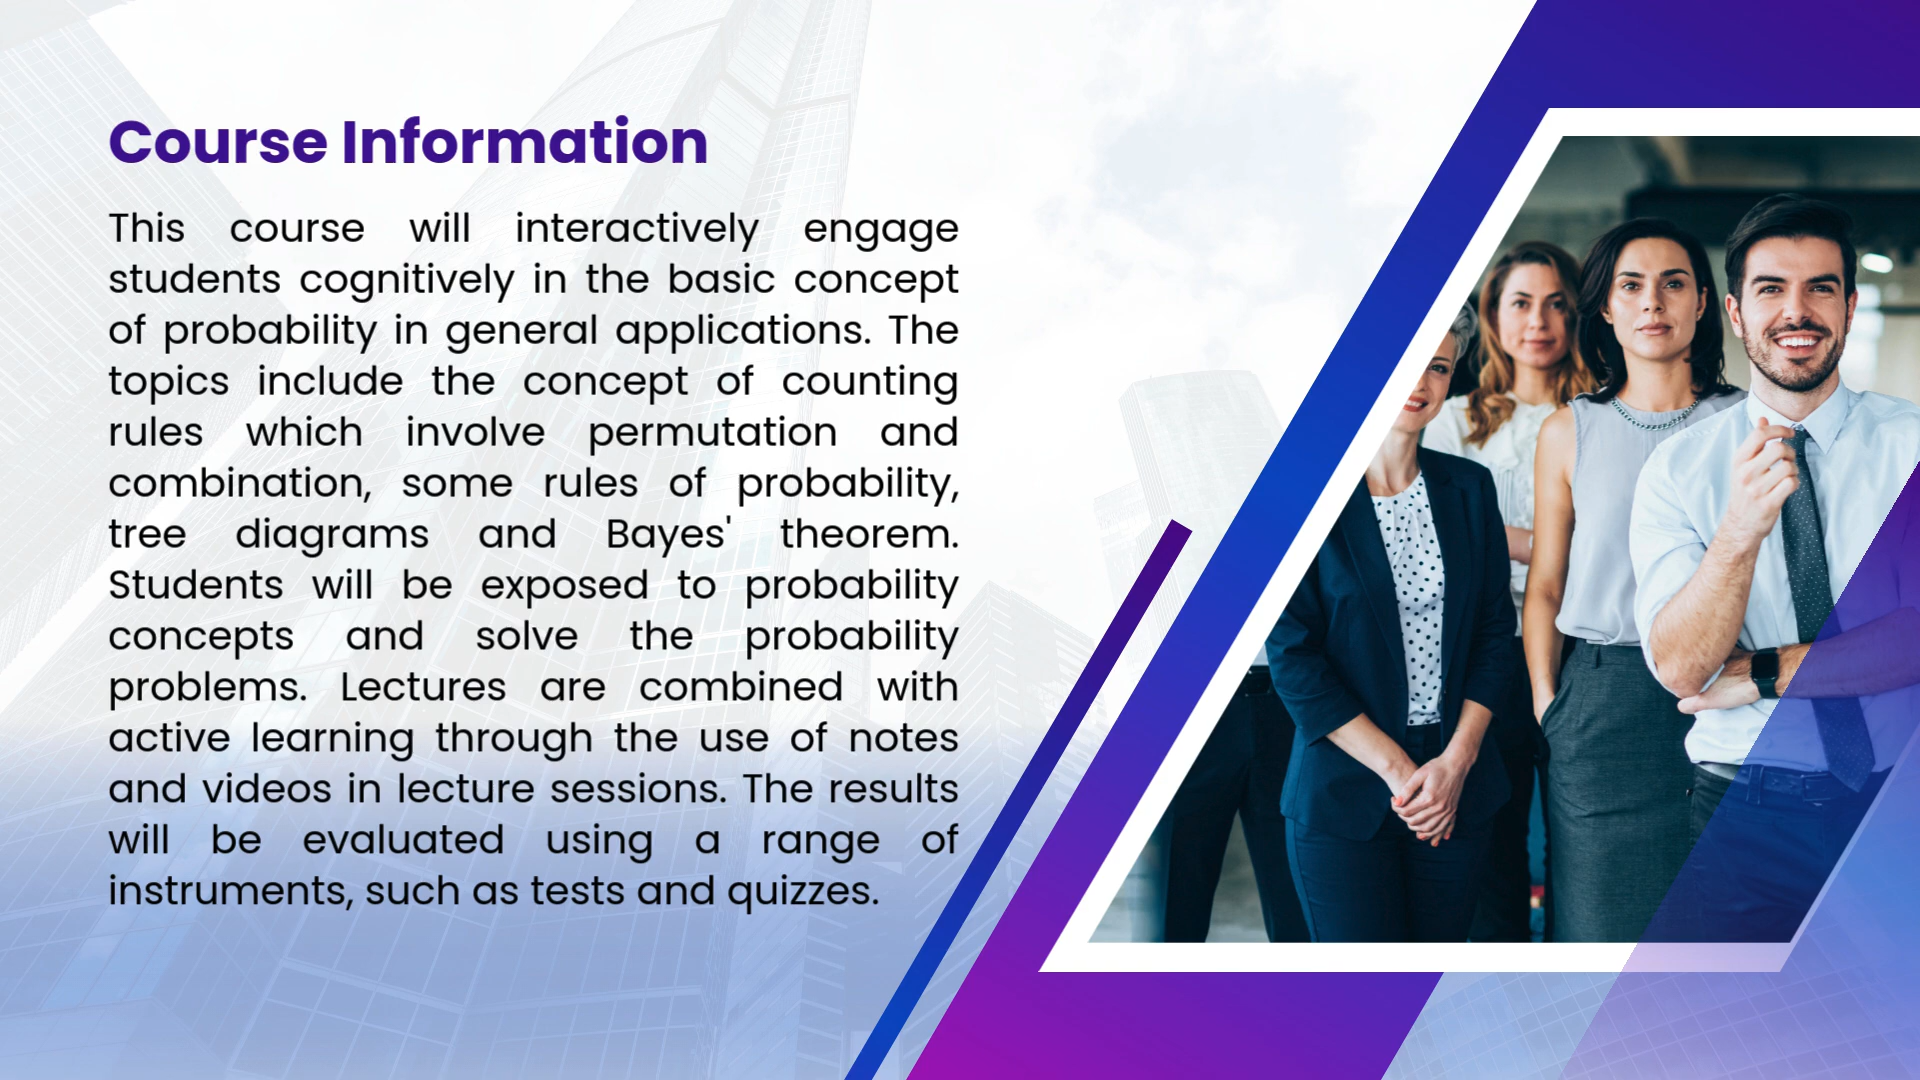 Course Information
This course will interactively engage
students cognitively in the basic concept
of probability in general applications. The
topics include the concept of counting
rules which involve permutation and
combination, some rules of probability,
tree diagrams and Bayes' theorem.
Students will be exposed to probability
concepts and solve the probability
problems. Lectures are combined with
active learning through the use of notes
and videos in lecture sessions. The results
will be evaluated using a range of
instruments, such as tests and quizzes.